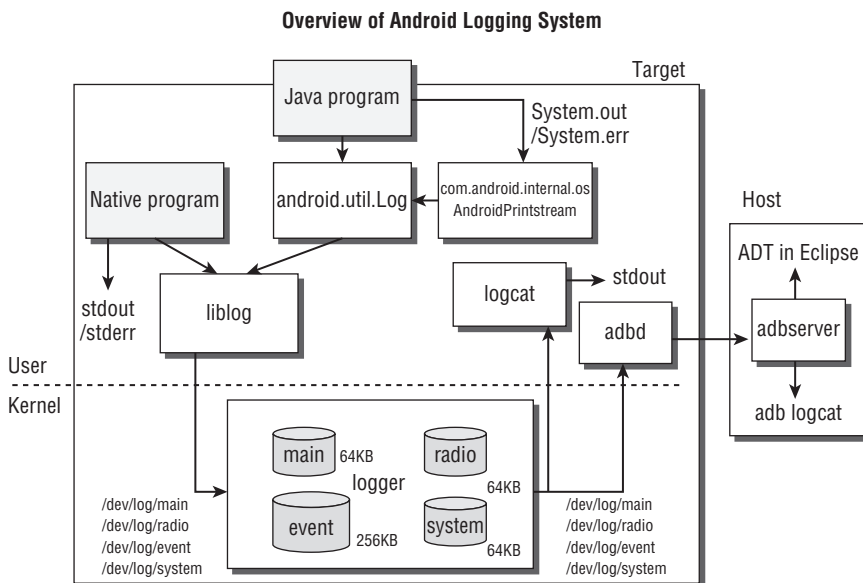 Overview of Android Logging System
Target
Java program
System.out
/System.err
Native program
android.util.Log
com.android.internal.os
AndroidPrintstream
Host
ADT in Eclipse
stdout
/stderr
liblog
logcat
stdout
adbd
adbserver
adb logcat
User
Kernel
main
64KB
radio
64KB
logger
event
256KB
system
64KB
/dev/log/main
/dev/log/radio
/dev/log/event
/dev/log/system
/dev/log/main
/dev/log/radio
/dev/log/event
/dev/log/system